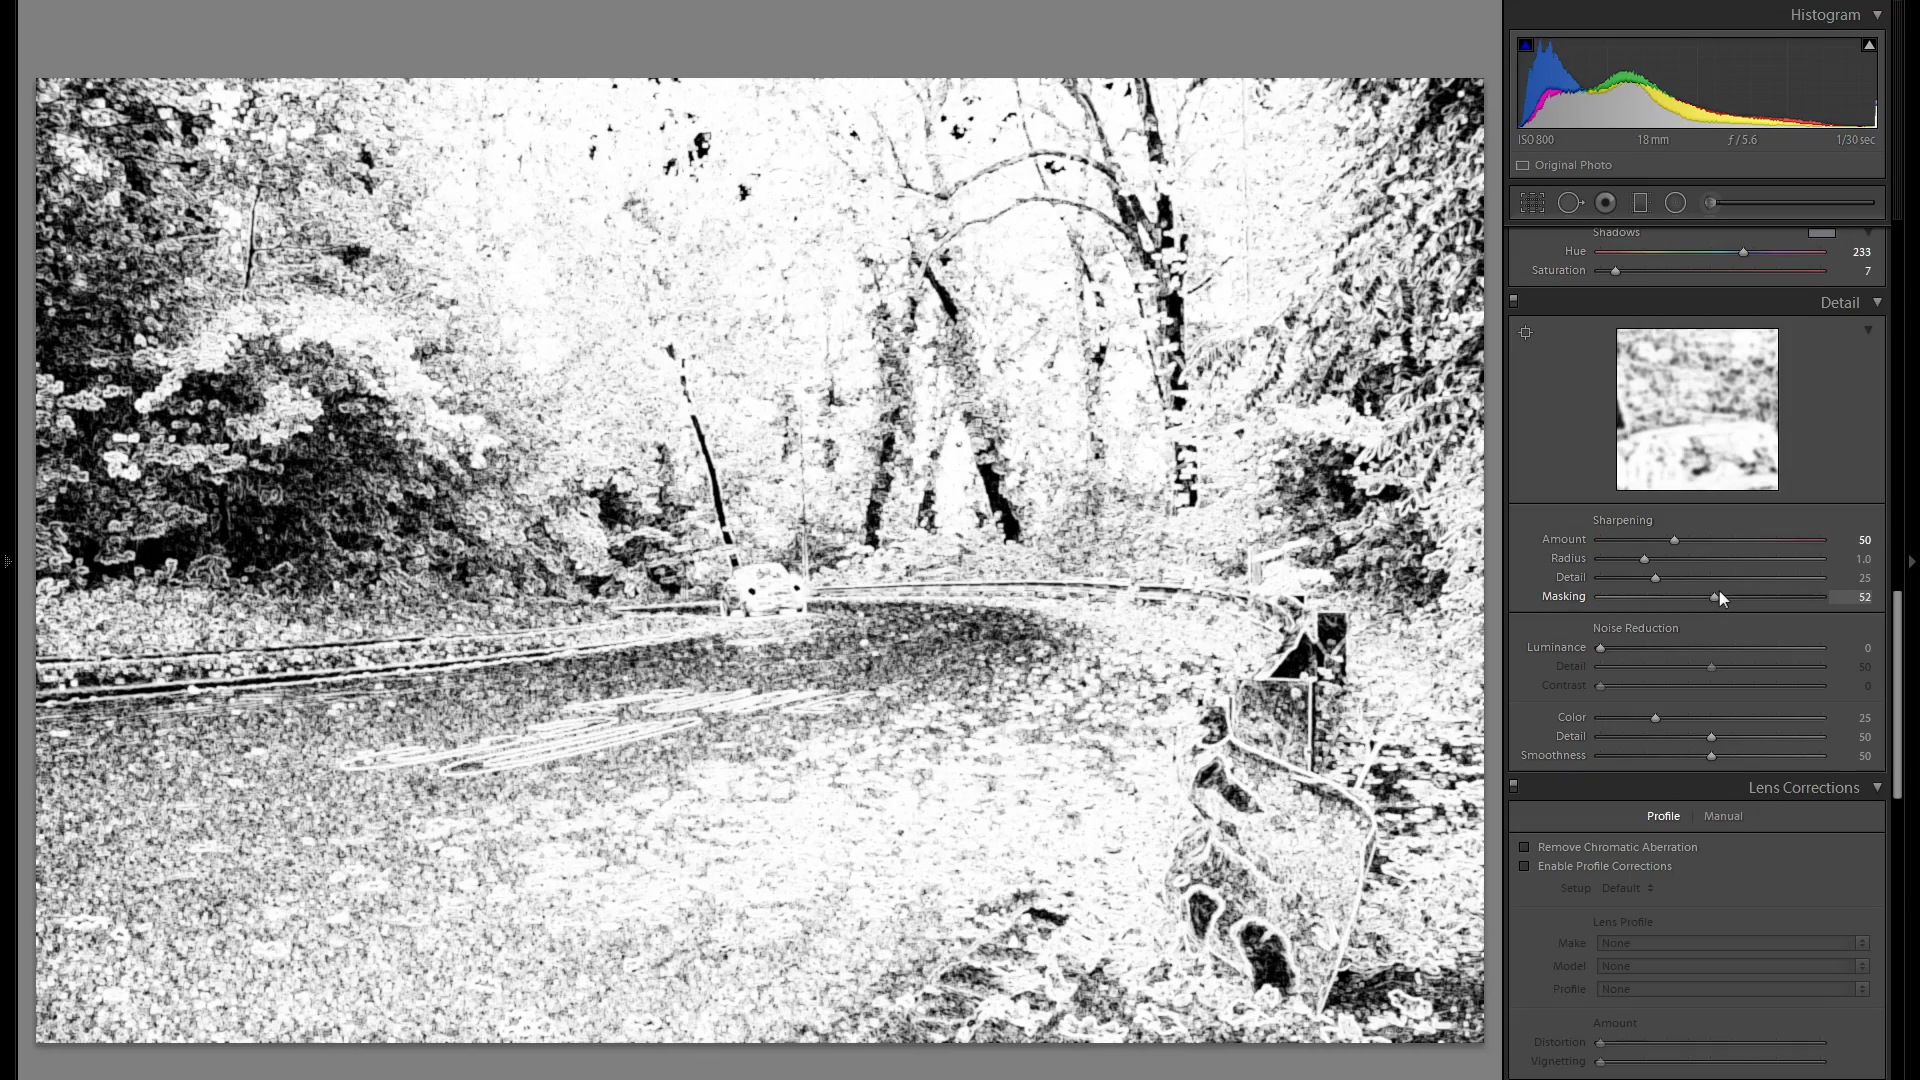 Histogram
ISO 800 18 mm ƒ / 5.6 1/30 sec
Original Photo
Shadows
Hue 233
Saturation 7
Detail
Sharpening
Amount 50
Radius 1.0
Detail 25
Masking 52
Noise Reduction
Luminance 0
Detail 50
Contrast 0
Color 25
Detail 50
Smoothness 50
Lens Corrections
Profile Manual
Remove Chromatic Aberration
Enable Profile Corrections
Setup Default
Lens Profile
Make None
Model None
Profile None
Amount
Distortion
Vignetting